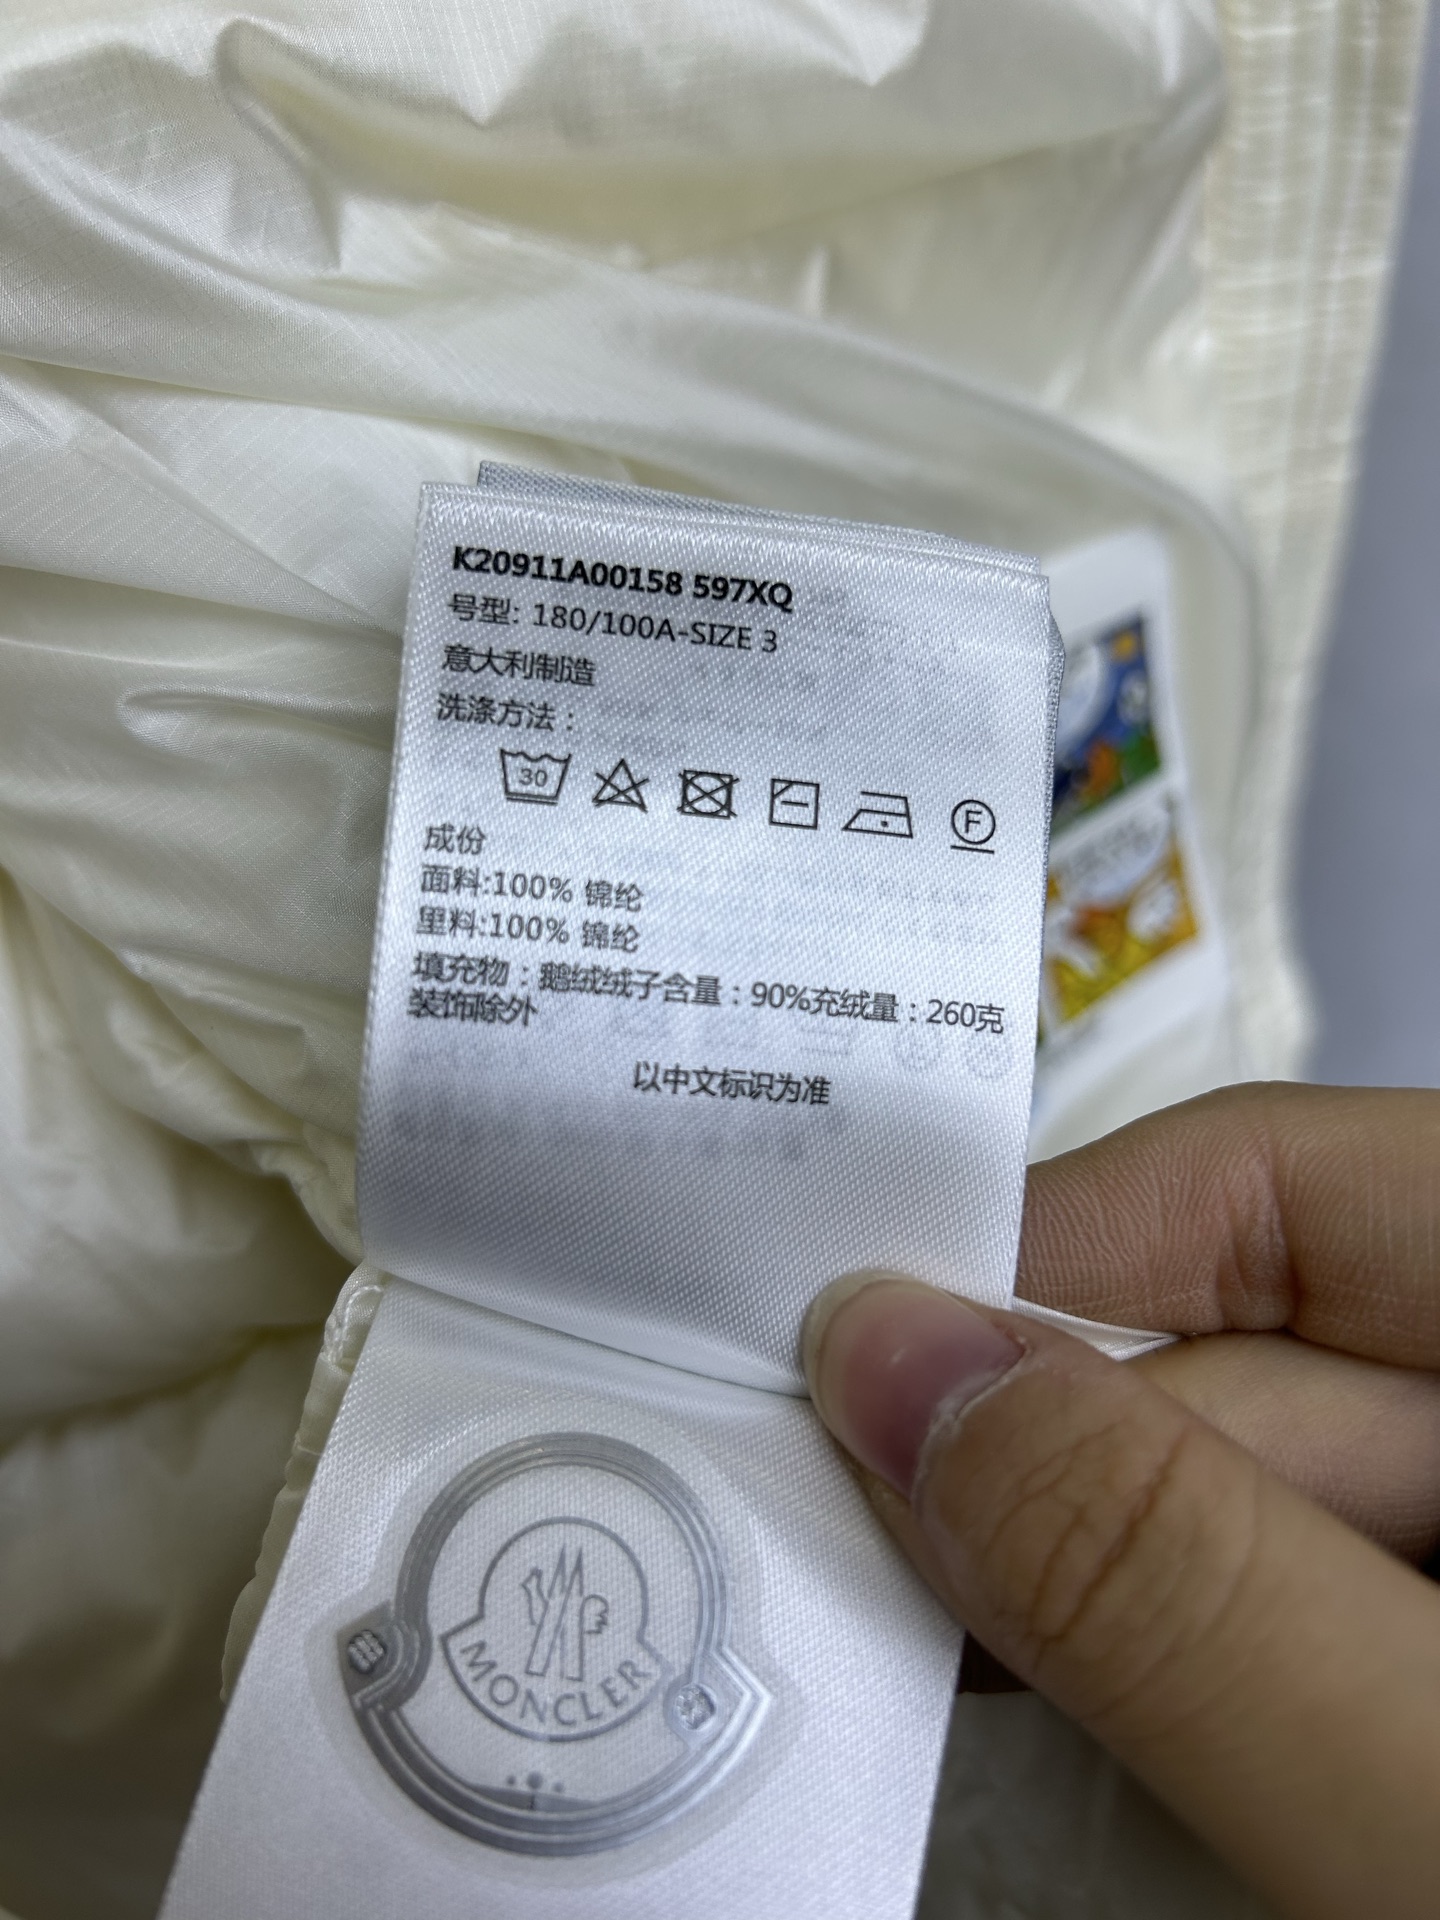 K20911A00158 597XQ
号型: 180/100A-SIZE 3
意大利制造
洗涤方法：
30
F
成份
面料:100% 锦纶
里料:100% 锦纶
填充物：鹅绒绒子含量：90%充绒量：260克
装饰除外
以中文标识为准
MONCLER